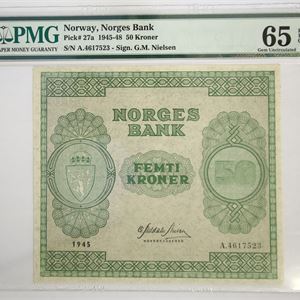 PMG
PAPER MONEY GUARANTY
Norway, Norges Bank
Pick# 27a 1945-48 50 Kroner
S/N A.4617523 - Sign. G.M. Nielsen
65
Gem Uncirculated
NORGES
BANK
FEMTI
KRONER
50
1945
A.4617523